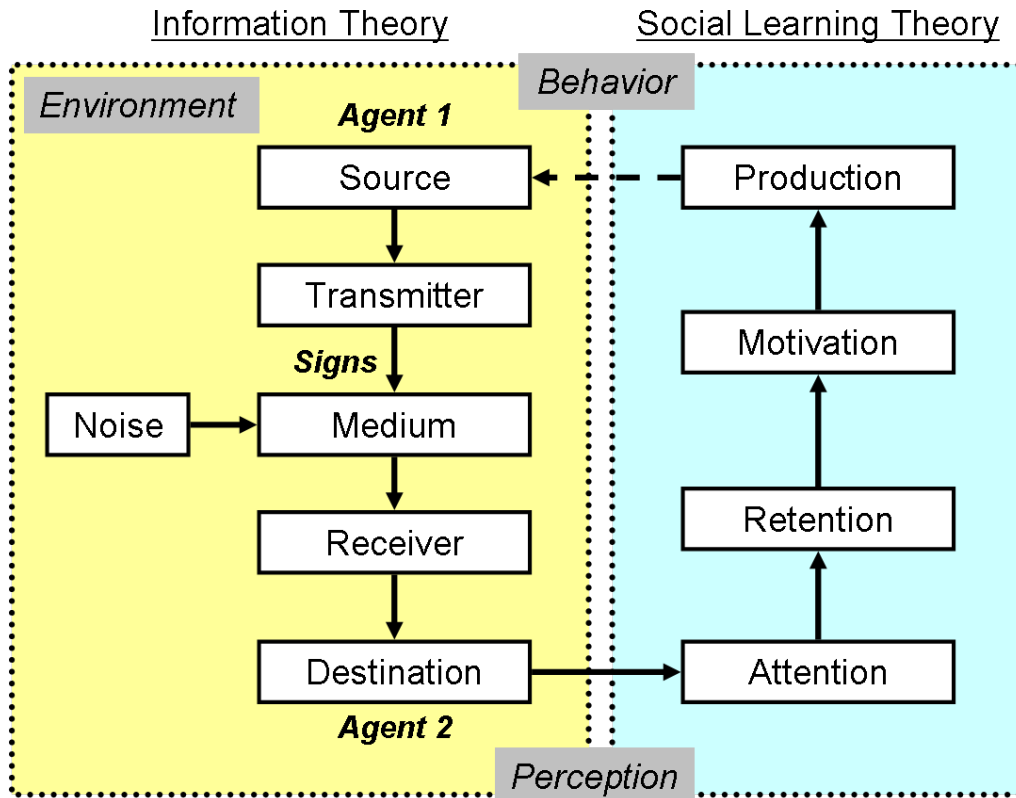 Information Theory
Social Learning Theory
Environment
Behavior
Agent 1
Source
Production
Transmitter
Signs
Motivation
Noise
Medium
Receiver
Retention
Destination
Attention
Agent 2
Perception